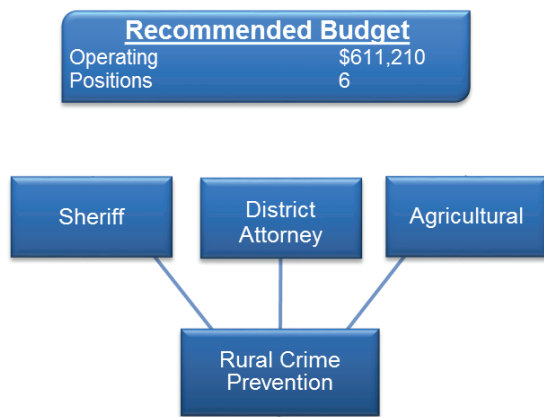 Recommended Budget
Operating $611,210
Positions 6
Sheriff
District
Attorney
Agricultural
Rural Crime
Prevention